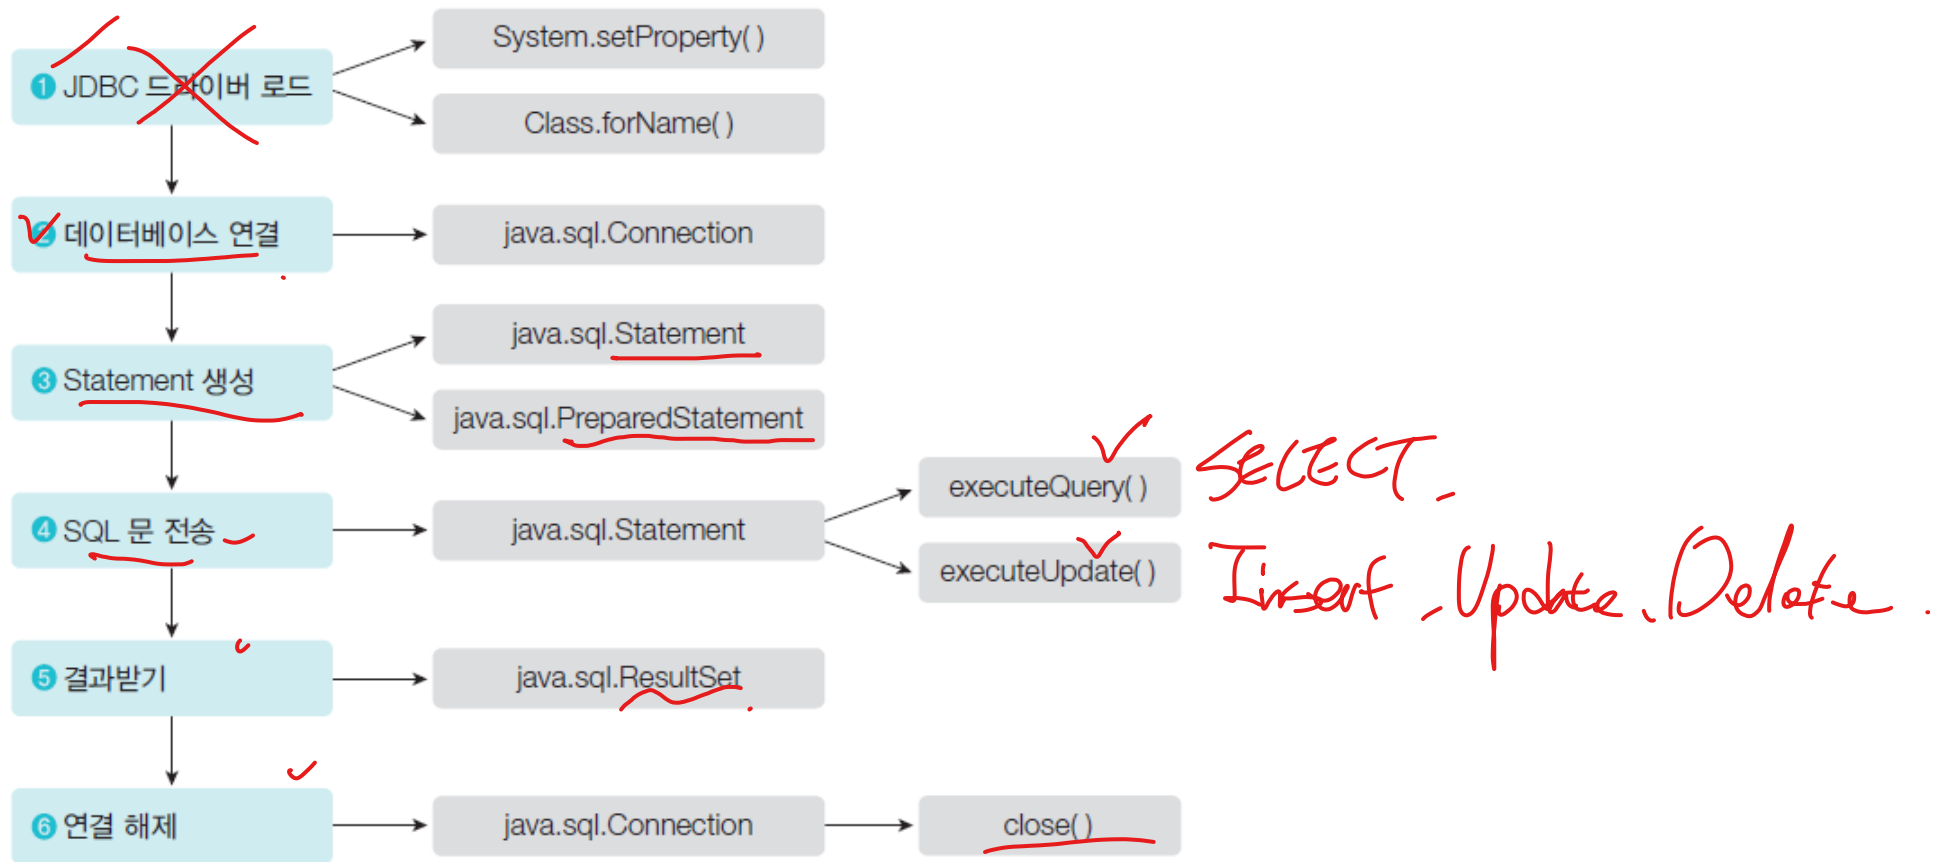 System.setProperty( )
❶ JDBC 드라이버 로드
Class.forName( )
❷ 데이터베이스 연결
java.sql.Connection
java.sql.Statement
❸ Statement 생성
java.sql.PreparedStatement
executeQuery( ) SELECT.
❹ SQL 문 전송
java.sql.Statement
executeUpdate( ) Insert, Update, Delete.
❺ 결과받기
java.sql.ResultSet
❻ 연결 해제
java.sql.Connection
close( )